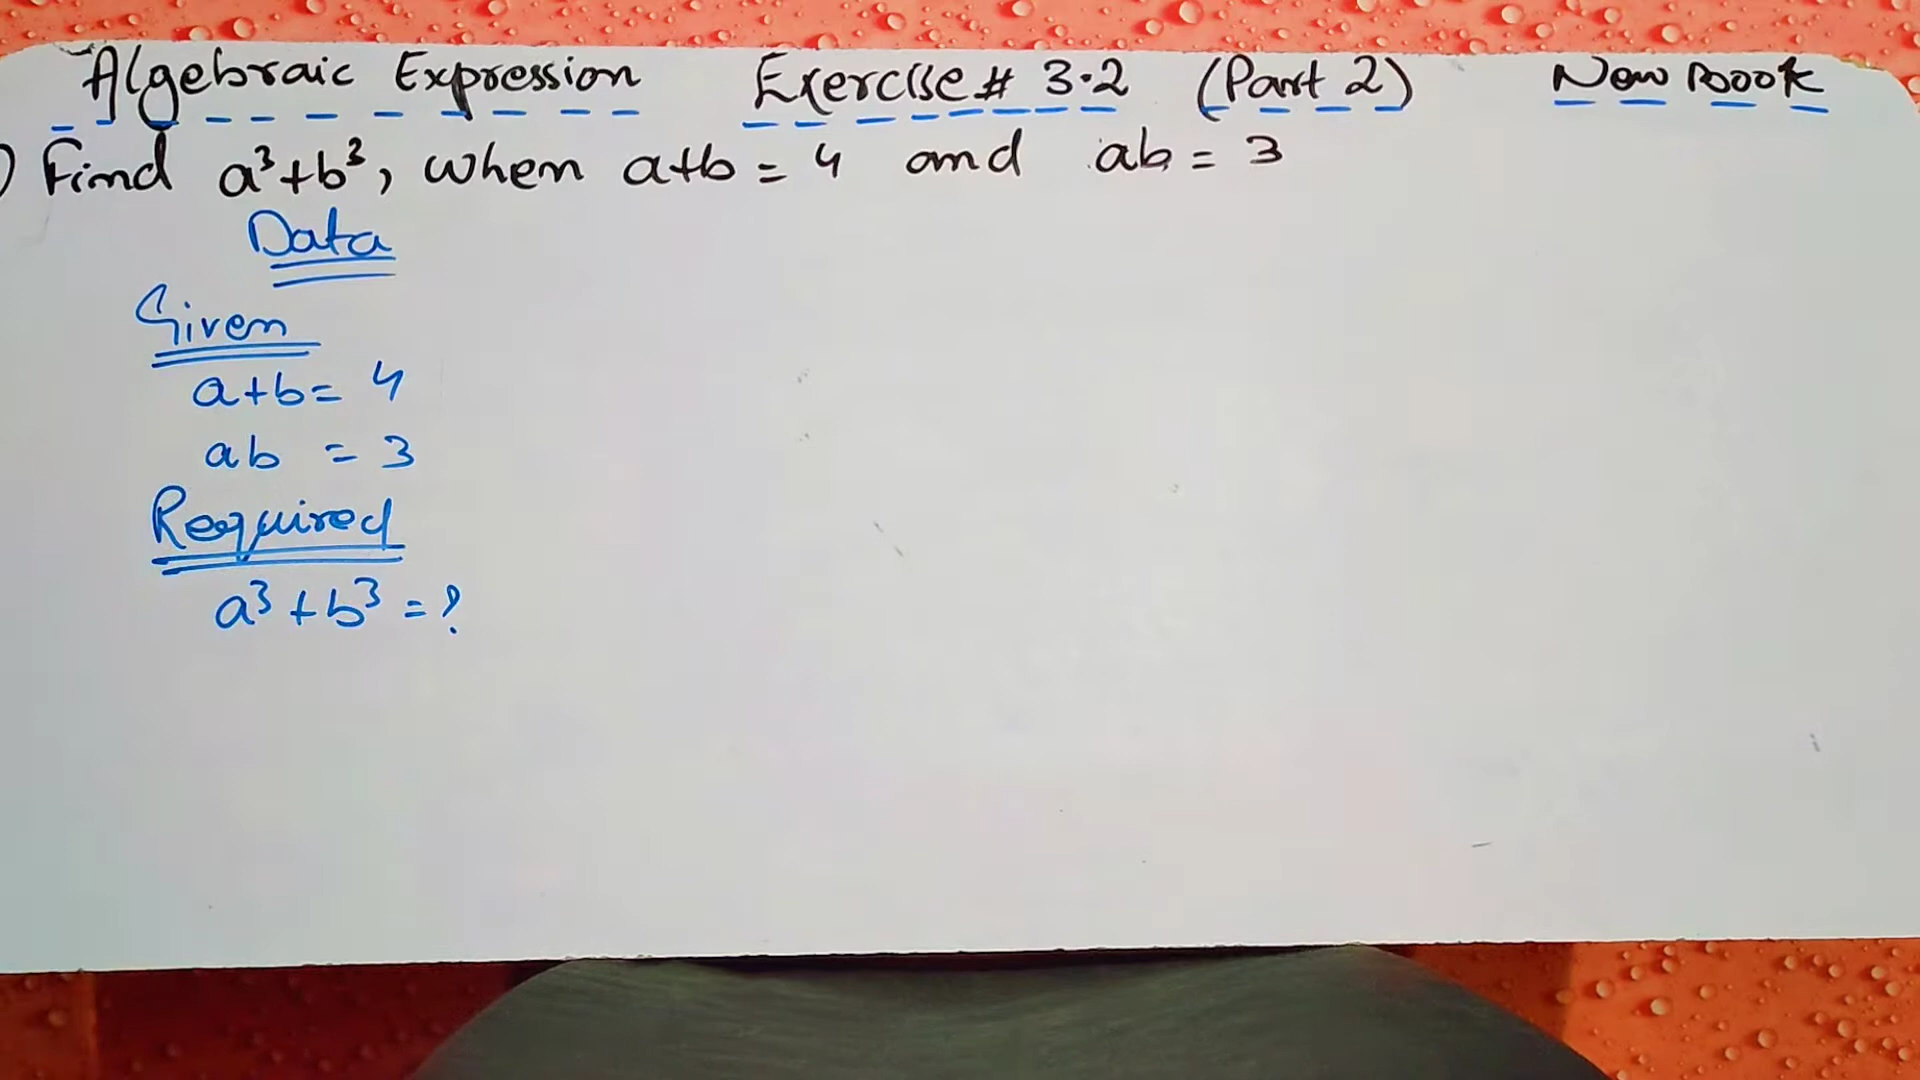 Algebraic Expression Exercise # 3.2 (Part 2) New Book
) Find a³+b³, when a+b = 4 and ab = 3
Data
Given
a+b = 4
ab = 3
Required
a³+b³ = ?